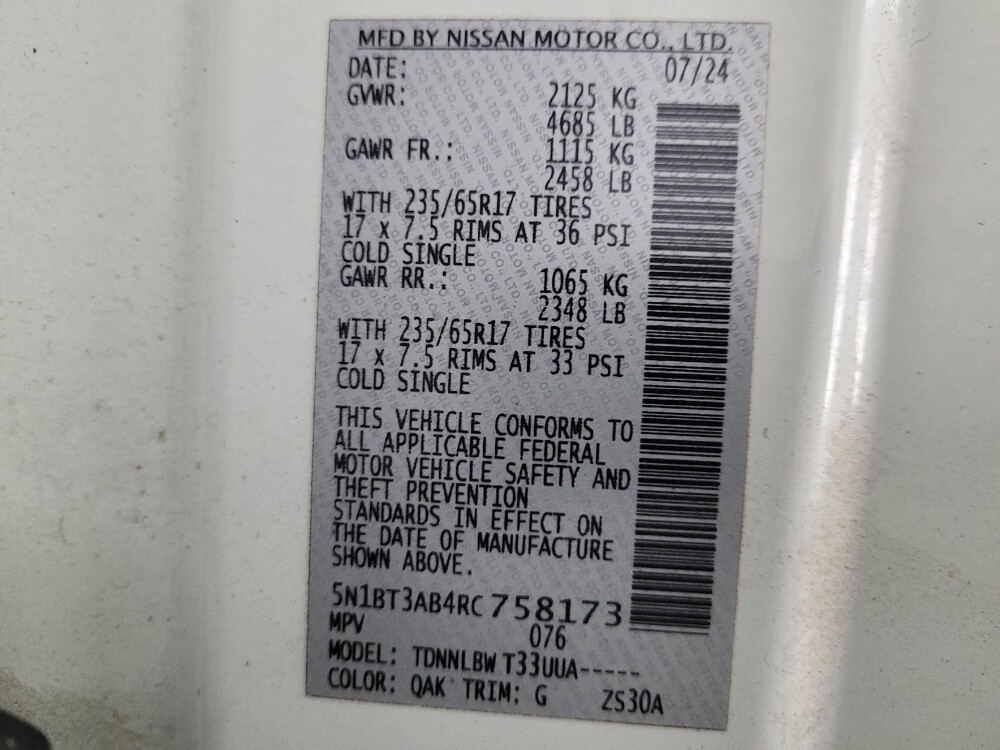 MFD BY NISSAN MOTOR CO., LTD.
DATE: 07/24
GVWR: 2125 KG
4685 LB
GAWR FR.: 1115 KG
2458 LB
WITH 235/65R17 TIRES
17 x 7.5 RIMS AT 36 PSI
COLD SINGLE
GAWR RR.: 1065 KG
2348 LB
WITH 235/65R17 TIRES
17 x 7.5 RIMS AT 33 PSI
COLD SINGLE
THIS VEHICLE CONFORMS TO
ALL APPLICABLE FEDERAL
MOTOR VEHICLE SAFETY AND
THEFT PREVENTION
STANDARDS IN EFFECT ON
THE DATE OF MANUFACTURE
SHOWN ABOVE.
5N1BT3AB4RC758173
MPV 076
MODEL: TDNNLBW T33UUA-----
COLOR: QAK TRIM: G ZS30A